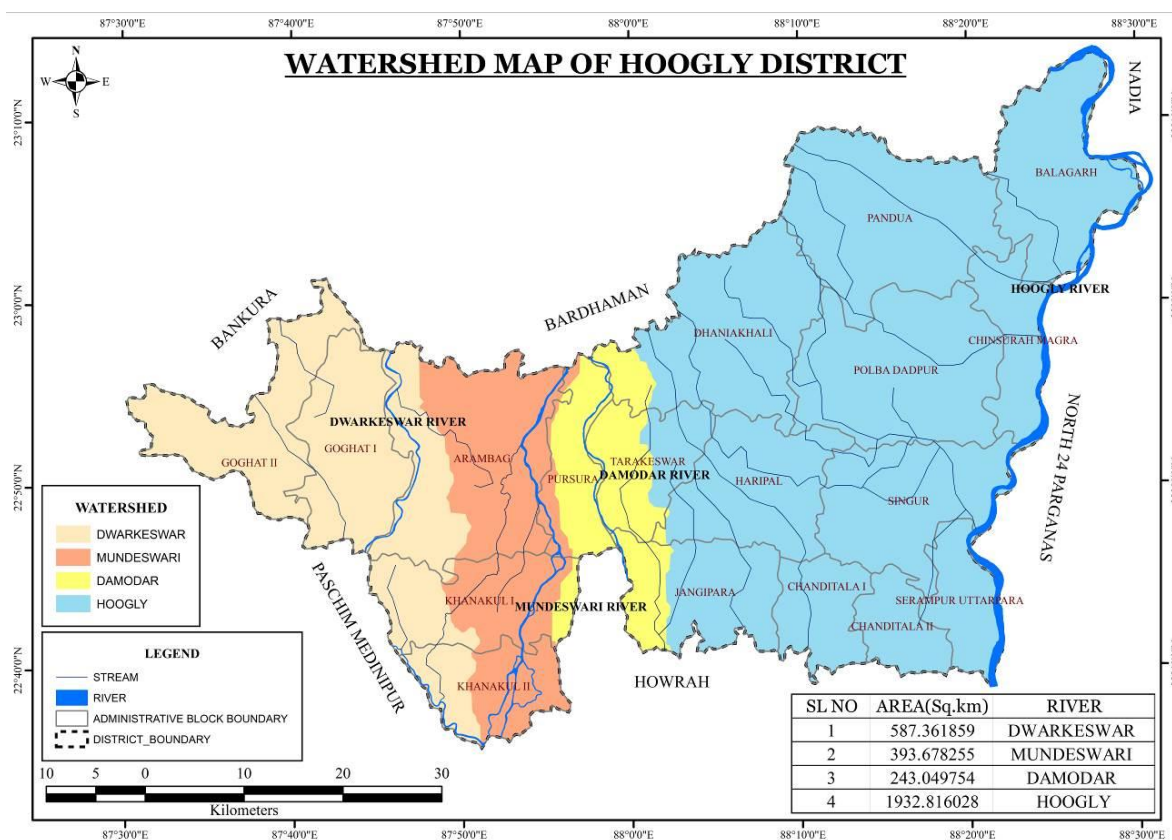 87°30'0"E 87°40'0"E 87°50'0"E 88°0'0"E 88°10'0"E 88°20'0"E 88°30'0"E
WATERSHED MAP OF HOOGLY DISTRICT
N
W E
S
NADIA
23°10'0"N
BALAGARH
PANDUA
23°0'0"N
HOOGLY RIVER
BANKURA
BARDHAMAN
DHANIAKHALI
CHINSURAH MAGRA
POLBA DADPUR
DWARKESWAR RIVER
GOGHAT I
GOGHAT II
ARAMBAG
TARAKESWAR
PURSURA
DAMODAR RIVER
HARIPAL
SINGUR
NORTH 24 PARGANAS
22°50'0"N
WATERSHED
DWARKESWAR
MUNDESWARI
DAMODAR
HOOGLY
PASCHIM MEDINIPUR
KHANAKUL I
MUNDESWARI RIVER
JANGIPARA
CHANDITALA I
SERAMPUR UTTARPARA
CHANDITALA II
22°40'0"N
KHANAKUL II
HOWRAH
LEGEND
STREAM
RIVER
ADMINISTRATIVE BLOCK BOUNDARY
DISTRICT_BOUNDARY
10 5 0 10 20 30
Kilometers
SL NO AREA(Sq.km) RIVER
1 587.361859 DWARKESWAR
2 393.678255 MUNDESWARI
3 243.049754 DAMODAR
4 1932.816028 HOOGLY
87°30'0"E 87°40'0"E 87°50'0"E 88°0'0"E 88°10'0"E 88°20'0"E 88°30'0"E